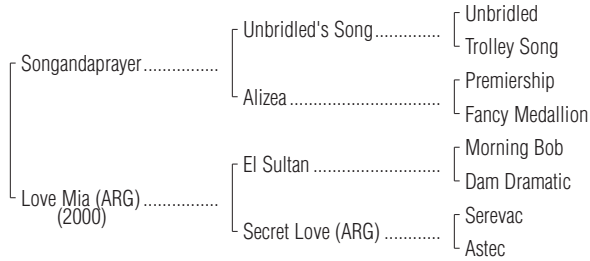 Unbridled
Unbridled's Song..............
Trolley Song
Songandaprayer................
Premiership
Alizea................................
Fancy Medallion
Morning Bob
El Sultan ...........................
Dam Dramatic
Love Mia (ARG) ................
(2000)
Serevac
Secret Love (ARG) ............
Astec